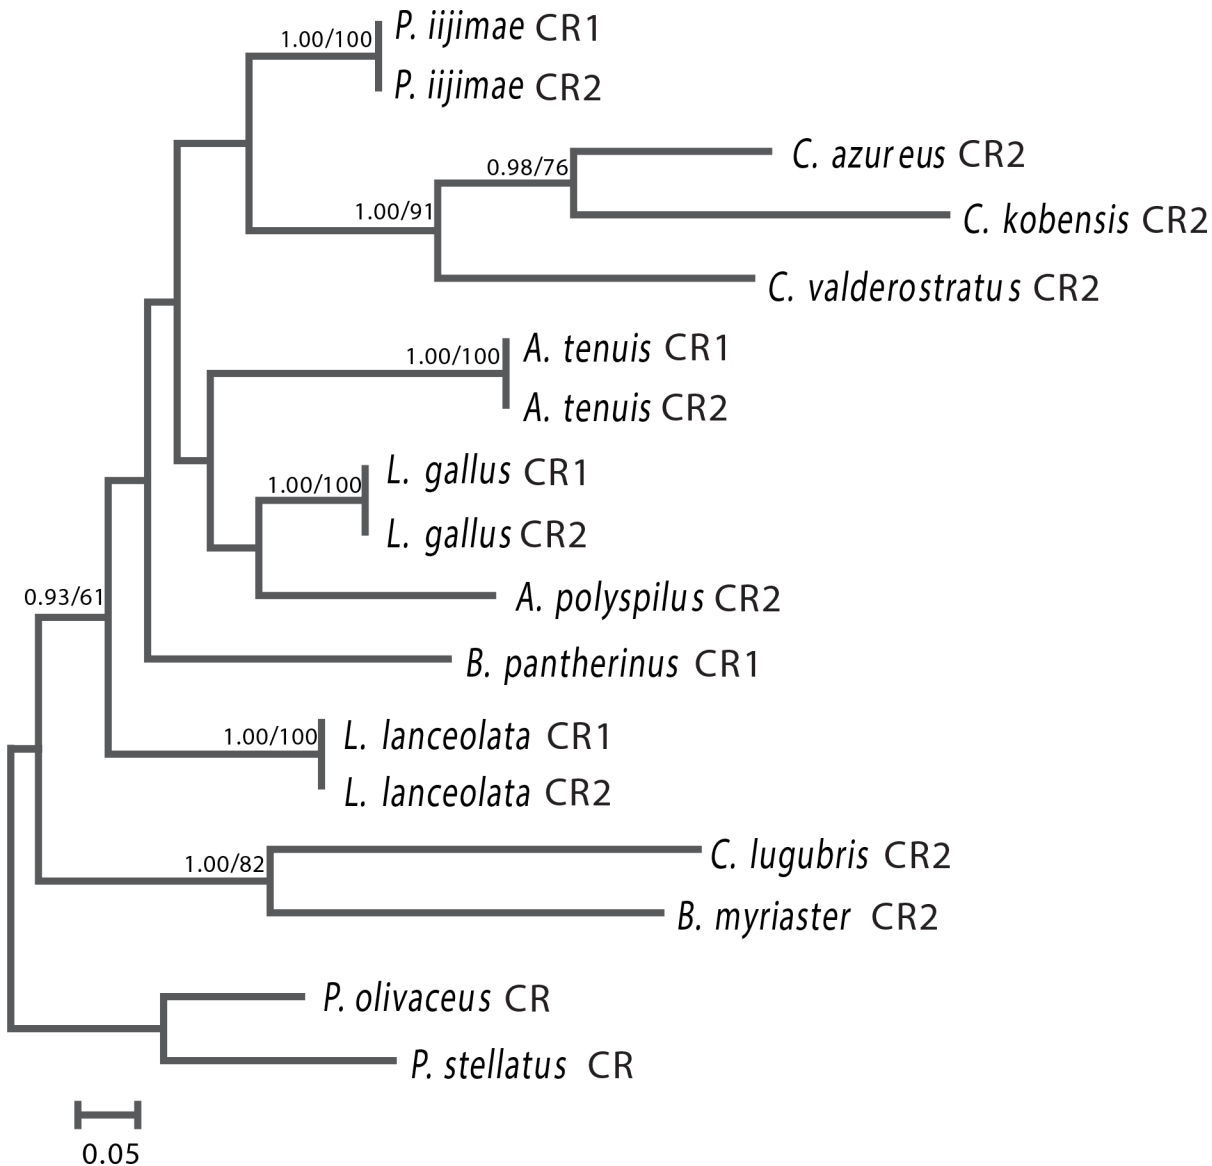 1.00/100
P. iijimae CR1
P. iijimae CR2
C. azureus CR2
0.98/76
1.00/91
C. kobensis CR2
C. valderostratus CR2
1.00/100
A. tenuis CR1
A. tenuis CR2
L. gallus CR1
1.00/100
L. gallus CR2
0.93/61
A. polyspilus CR2
B. pantherinus CR1
1.00/100
L. lanceolata CR1
L. lanceolata CR2
1.00/82
C. lugubris CR2
B. myriaster CR2
P. olivaceus CR
P. stellatus CR
0.05